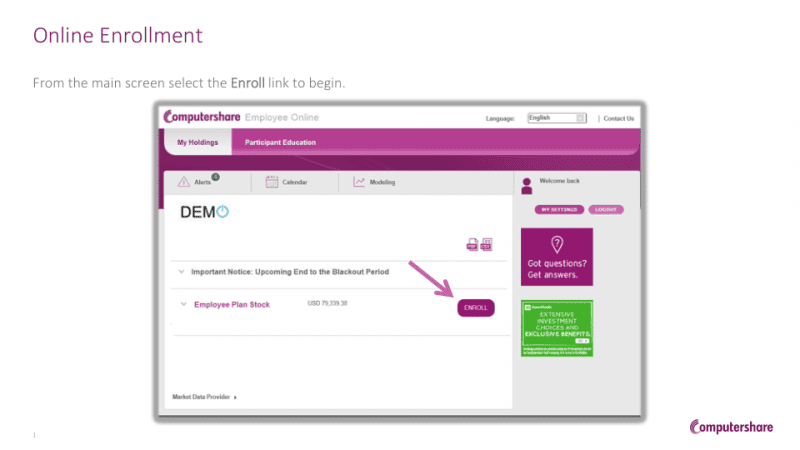 Online Enrollment
From the main screen select the Enroll link to begin.
Computershare Employee Online
Language: English | Contact Us
My Holdings Participant Education
Alerts 4 Calendar Modeling
Welcome back
MY SETTINGS LOGOUT
DEMO
Got questions?
Get answers.
Important Notice: Upcoming End to the Blackout Period
Employee Plan Stock USD 79,339.38 ENROLL
EXTENSIVE
INVESTMENT
CHOICES AND
EXCLUSIVE BENEFITS.
Market Data Provider
Computershare
1